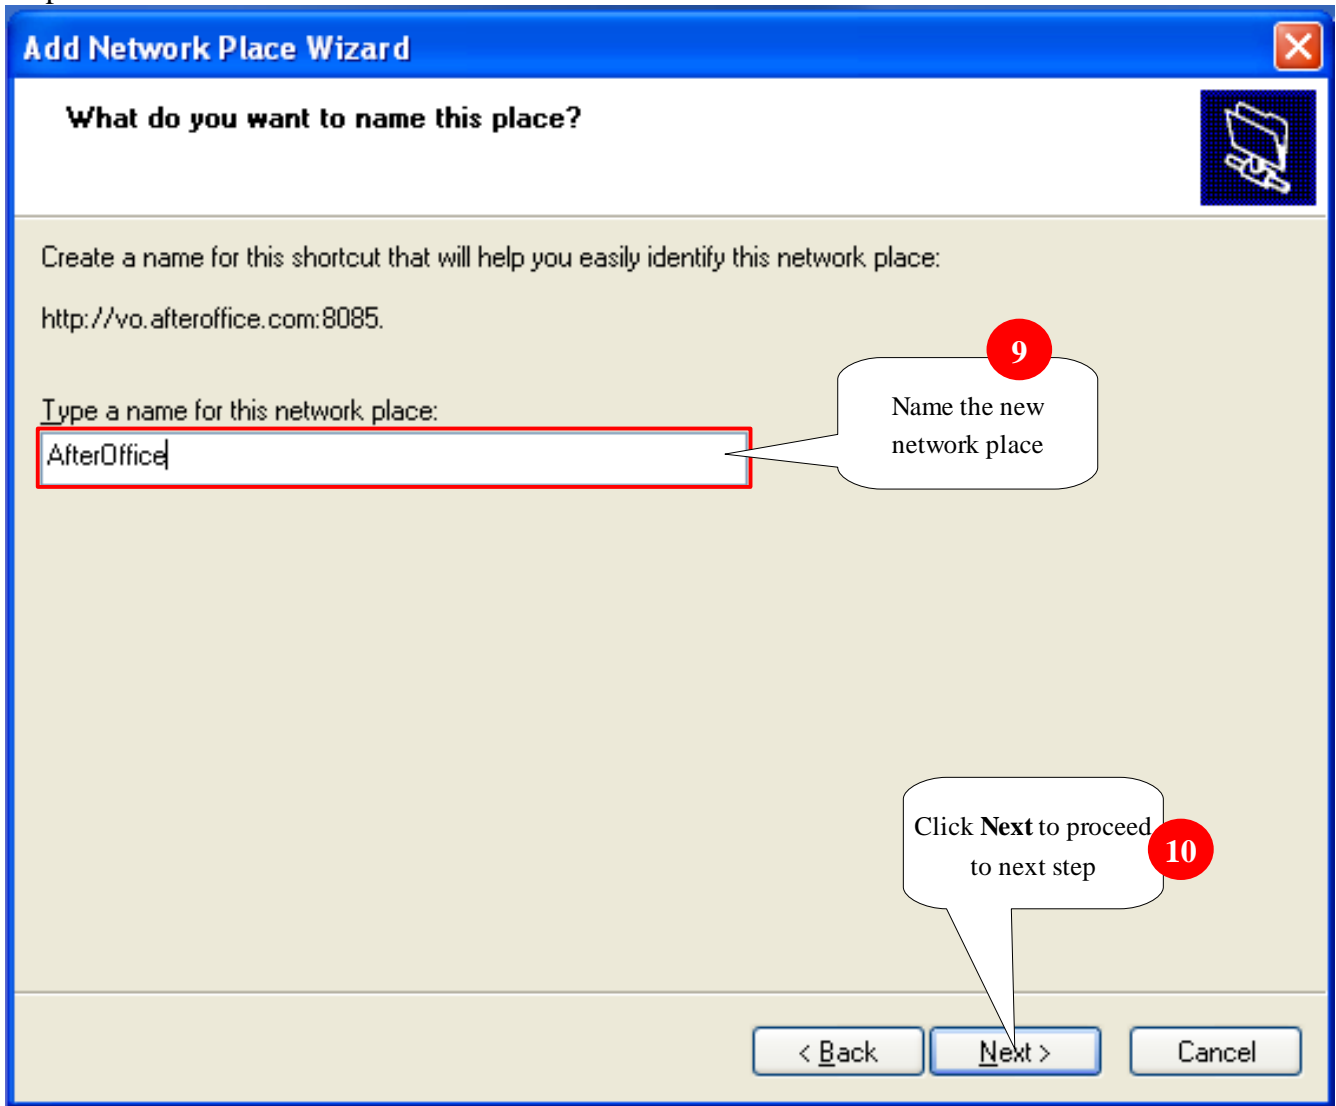 Add Network Place Wizard
What do you want to name this place?
Create a name for this shortcut that will help you easily identify this network place:
http://vo.afteroffice.com:8085.
9
Name the new
network place
Type a name for this network place:
AfterOffice
Click Next to proceed
to next step
10
< Back
Next >
Cancel